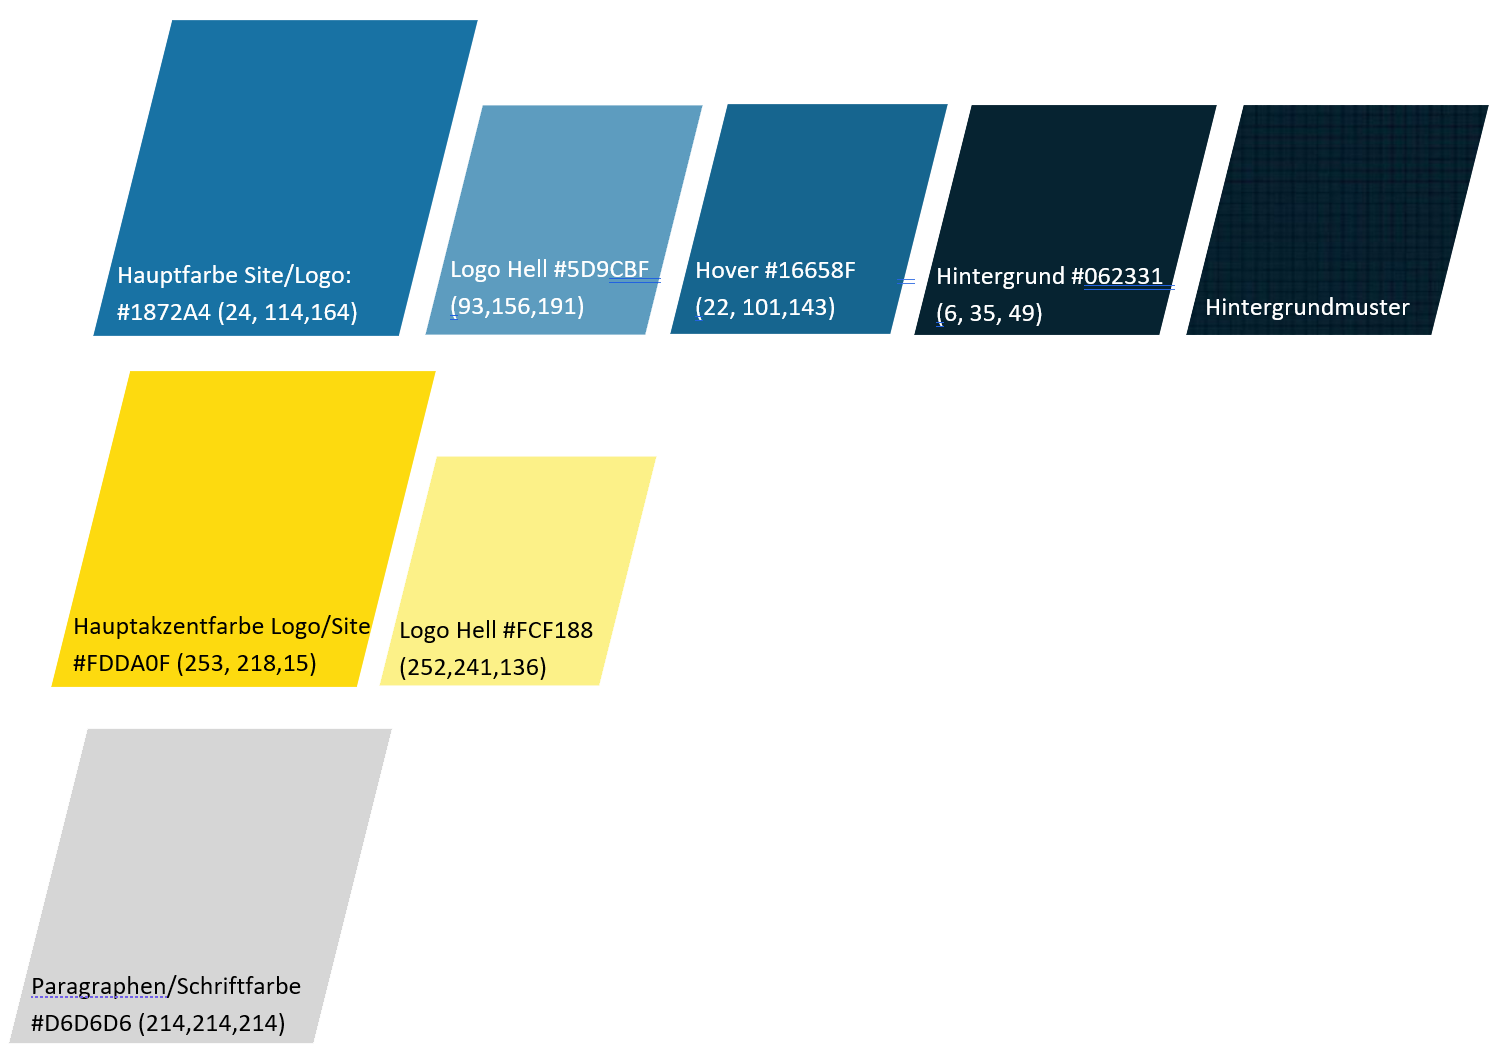 Hauptfarbe Site/Logo:
#1872A4 (24, 114,164)
Logo Hell #5D9CBF
(93,156,191)
Hover #16658F
(22, 101,143)
Hintergrund #062331
(6, 35, 49)
Hintergrundmuster
Hauptakzentfarbe Logo/Site
#FDDA0F (253, 218,15)
Logo Hell #FCF188
(252,241,136)
Paragraphen/Schriftfarbe
#D6D6D6 (214,214,214)